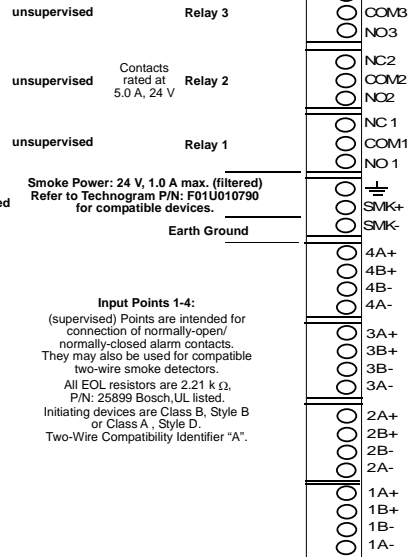 unsupervised Relay 3
COM3
NO3
NC2
unsupervised Contacts rated at 5.0 A, 24 V Relay 2
COM2
NO2
NC 1
unsupervised Relay 1
COM1
NO 1
Smoke Power: 24 V, 1.0 A max. (filtered)
Refer to Technogram P/N: F01U010790
for compatible devices.
ed
SMK+
SMK-
Earth Ground
4A+
4B+
4B-
4A-
Input Points 1-4:
(supervised) Points are intended for
connection of normally-open/
normally-closed alarm contacts.
They may also be used for compatible
two-wire smoke detectors.
All EOL resistors are 2.21 k Ω,
P/N: 25899 Bosch,UL listed.
Initiating devices are Class B, Style B
or Class A , Style D.
Two-Wire Compatibility Identifier “A”.
3A+
3B+
3B-
3A-
2A+
2B+
2B-
2A-
1A+
1B+
1B-
1A-